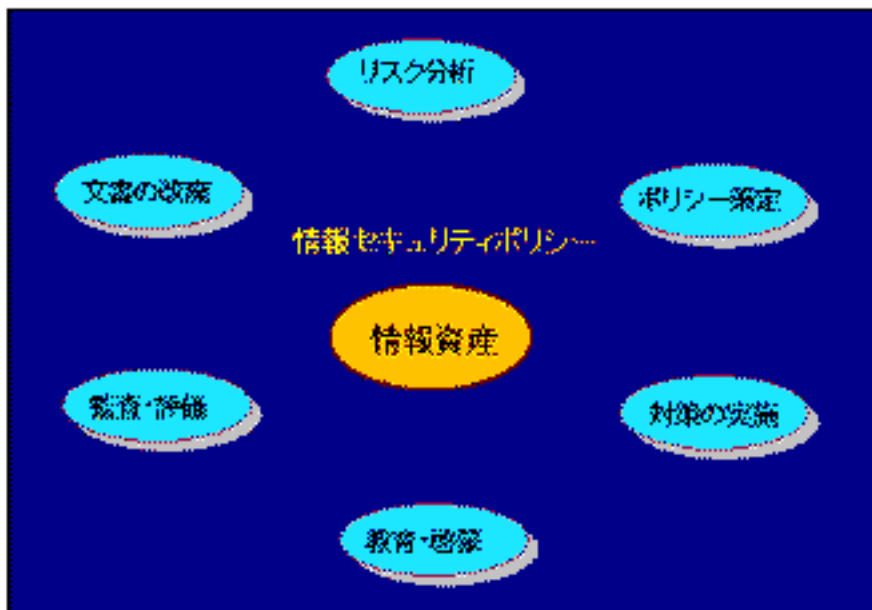 リスク分析
文書の改廃
ポリシー策定
情報セキュリティポリシー
情報資産
監査・評価
対策の実施
教育・啓蒙